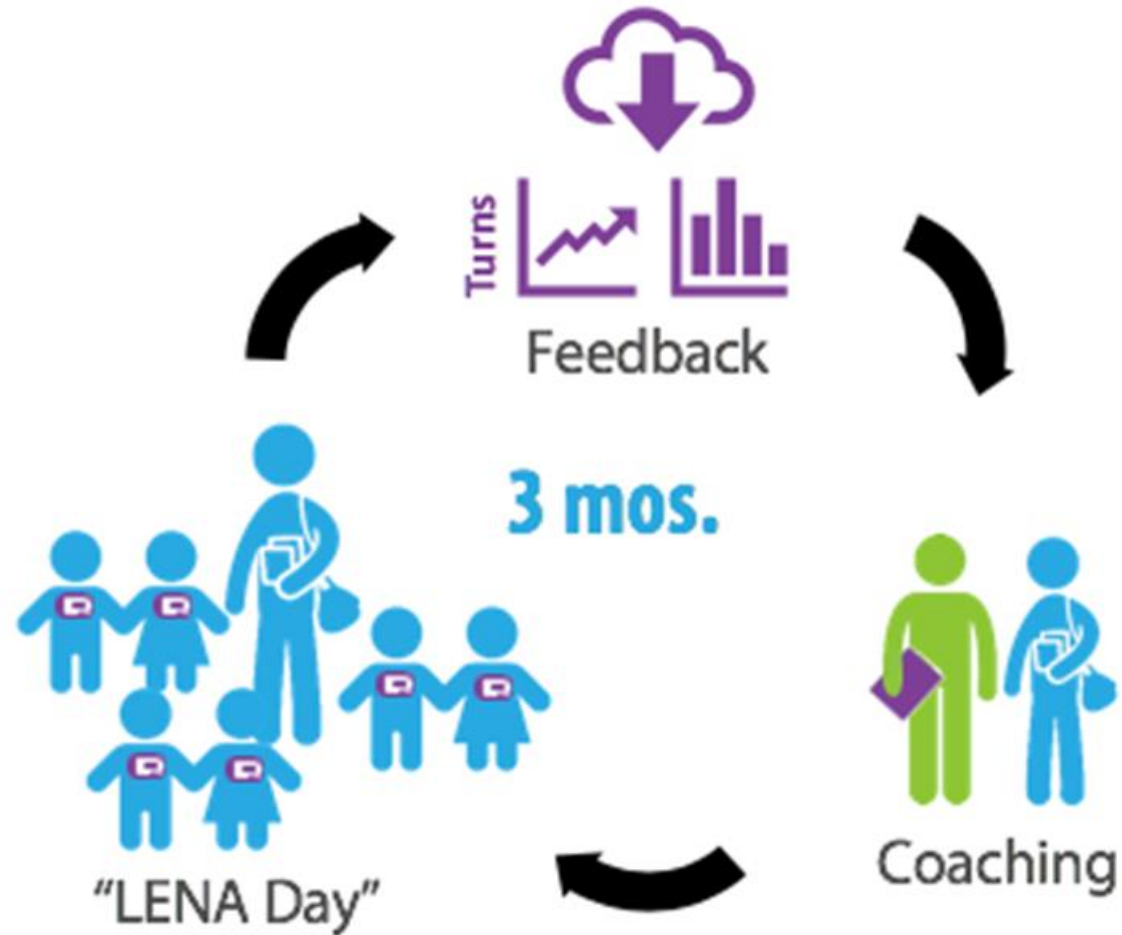 Turns
Feedback
3 mos.
Coaching
“LENA Day”